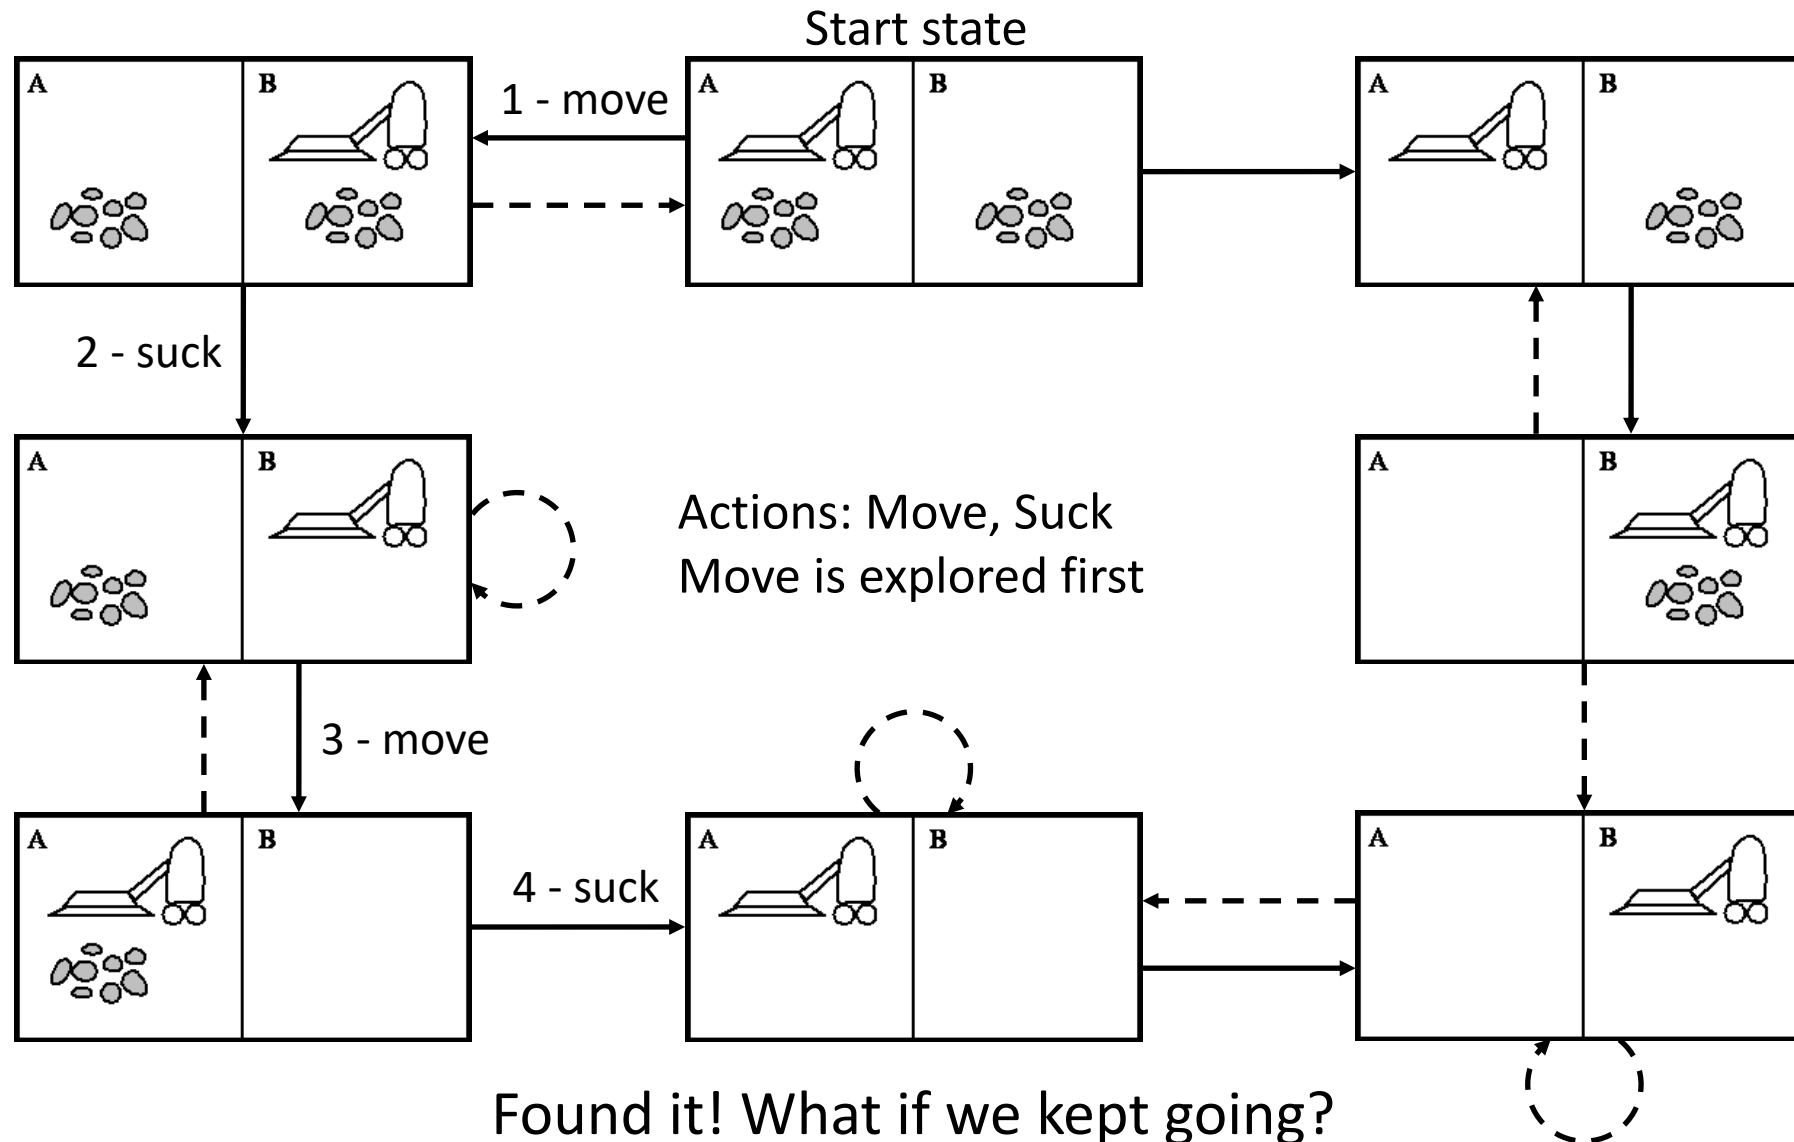 Start state
A
B
1 - move
A
B
A
B
2 - suck
A
B
Actions: Move, Suck
Move is explored first
A
B
3 - move
A
B
4 - suck
A
B
A
B
Found it! What if we kept going?